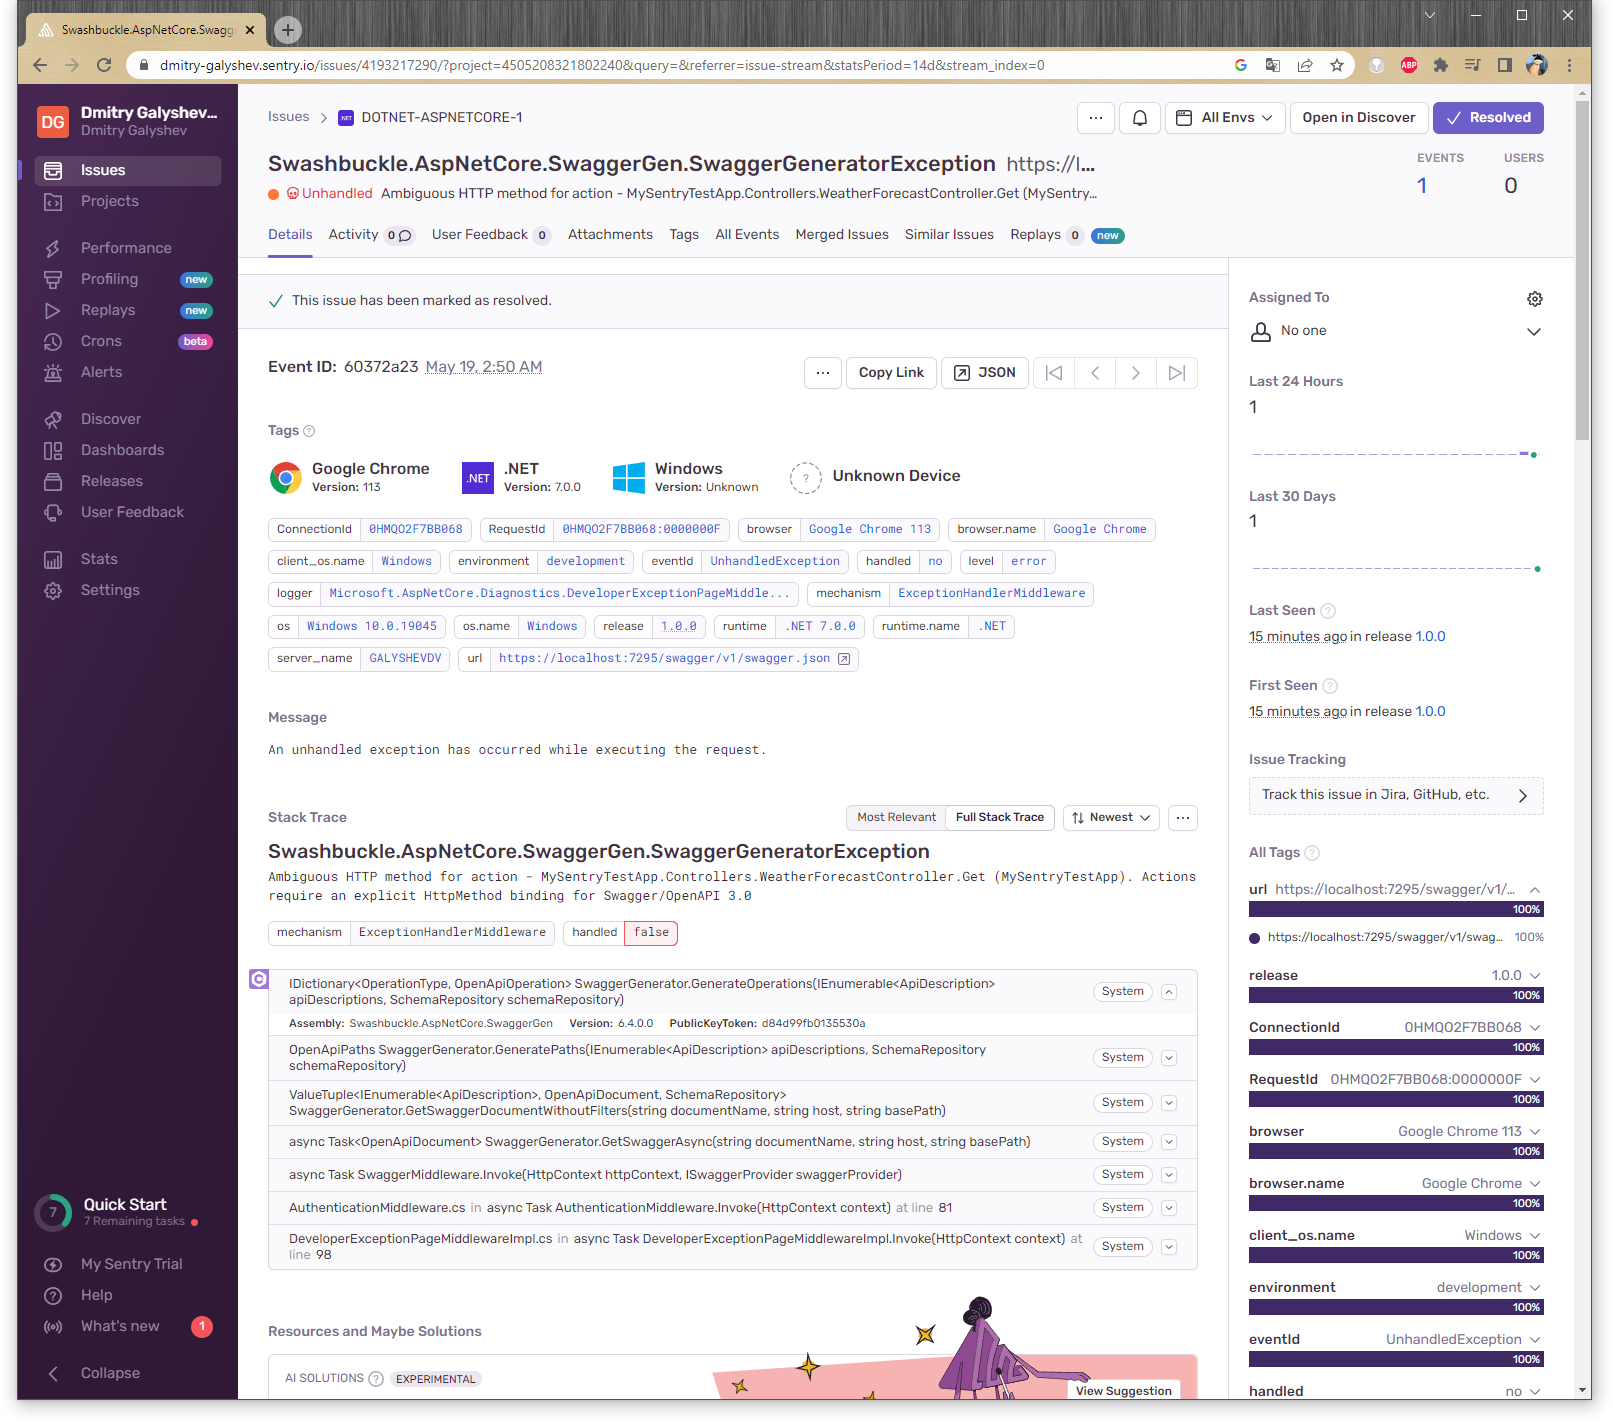 Swashbuckle.AspNetCore.Swagg
dmitry-galyshev.sentry.io/issues/4193217290/?project=4505208321802240&query=&referrer=issue-stream&statsPeriod=14d&stream_index=0
ABP
DG
Dmitry Galyshev...
Dmitry Galyshev
Issues
Projects
Performance
Profiling new
Replays new
Crons beta
Alerts
Discover
Dashboards
Releases
User Feedback
Stats
Settings
7
Quick Start
7 Remaining tasks
My Sentry Trial
Help
What's new 1
Collapse
Issues > .NET DOTNET-ASPNETCORE-1
... All Envs Open in Discover Resolved
Swashbuckle.AspNetCore.SwaggerGen.SwaggerGeneratorException https://l...
EVENTS USERS
1 0
Unhandled Ambiguous HTTP method for action - MySentryTestApp.Controllers.WeatherForecastController.Get (MySentry...
Details Activity 0 User Feedback 0 Attachments Tags All Events Merged Issues Similar Issues Replays 0 new
This issue has been marked as resolved.
Event ID: 60372a23 May 19, 2:50 AM
... Copy Link JSON
Tags ?
Google Chrome
Version: 113
.NET
.NET
Version: 7.0.0
Windows
Version: Unknown
?
Unknown Device
ConnectionId 0HMQO2F7BB068 RequestId 0HMQO2F7BB068:0000000F browser Google Chrome 113 browser.name Google Chrome
client_os.name Windows environment development eventId UnhandledException handled no level error
logger Microsoft.AspNetCore.Diagnostics.DeveloperExceptionPageMiddle... mechanism ExceptionHandlerMiddleware
os Windows 10.0.19045 os.name Windows release 1.0.0 runtime .NET 7.0.0 runtime.name .NET
server_name GALYSHEVDV url https://localhost:7295/swagger/v1/swagger.json
Message
An unhandled exception has occurred while executing the request.
Stack Trace
Most Relevant Full Stack Trace Newest ...
Swashbuckle.AspNetCore.SwaggerGen.SwaggerGeneratorException
Ambiguous HTTP method for action - MySentryTestApp.Controllers.WeatherForecastController.Get (MySentryTestApp). Actions
require an explicit HttpMethod binding for Swagger/OpenAPI 3.0
mechanism ExceptionHandlerMiddleware handled false
IDictionary<OperationType, OpenApiOperation> SwaggerGenerator.GenerateOperations(IEnumerable<ApiDescription>
apiDescriptions, SchemaRepository schemaRepository)
System
Assembly: Swashbuckle.AspNetCore.SwaggerGen Version: 6.4.0.0 PublicKeyToken: d84d99fb0135530a
OpenApiPaths SwaggerGenerator.GeneratePaths(IEnumerable<ApiDescription> apiDescriptions, SchemaRepository
schemaRepository)
System
ValueTuple<IEnumerable<ApiDescription>, OpenApiDocument, SchemaRepository>
SwaggerGenerator.GetSwaggerDocumentWithoutFilters(string documentName, string host, string basePath)
System
async Task<OpenApiDocument> SwaggerGenerator.GetSwaggerAsync(string documentName, string host, string basePath) System
async Task SwaggerMiddleware.Invoke(HttpContext httpContext, ISwaggerProvider swaggerProvider) System
AuthenticationMiddleware.cs in async Task AuthenticationMiddleware.Invoke(HttpContext context) at line 81 System
DeveloperExceptionPageMiddlewareImpl.cs in async Task DeveloperExceptionPageMiddlewareImpl.Invoke(HttpContext context) at
line 98
System
Resources and Maybe Solutions
AI SOLUTIONS ? EXPERIMENTAL
View Suggestion
Assigned To
No one
Last 24 Hours
1
Last 30 Days
1
Last Seen ?
15 minutes ago in release 1.0.0
First Seen ?
15 minutes ago in release 1.0.0
Issue Tracking
Track this issue in Jira, GitHub, etc.
All Tags ?
url https://localhost:7295/swagger/v1/...
100%
https://localhost:7295/swagger/v1/swag... 100%
release 1.0.0
100%
ConnectionId 0HMQO2F7BB068
100%
RequestId 0HMQO2F7BB068:0000000F
100%
browser Google Chrome 113
100%
browser.name Google Chrome
100%
client_os.name Windows
100%
environment development
100%
eventId UnhandledException
100%
handled no